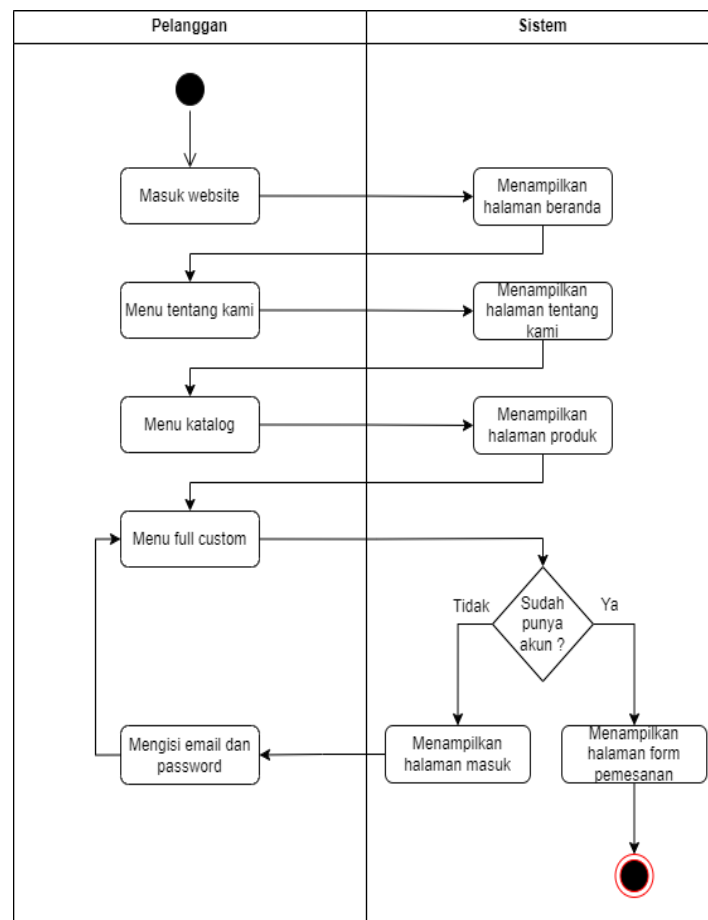 Pelanggan
Sistem
Masuk website
Menampilkan
halaman beranda
Menu tentang kami
Menampilkan
halaman tentang
kami
Menu katalog
Menampilkan
halaman produk
Menu full custom
Tidak
Sudah
punya
akun ?
Ya
Mengisi email dan
password
Menampilkan
halaman masuk
Menampilkan
halaman form
pemesanan